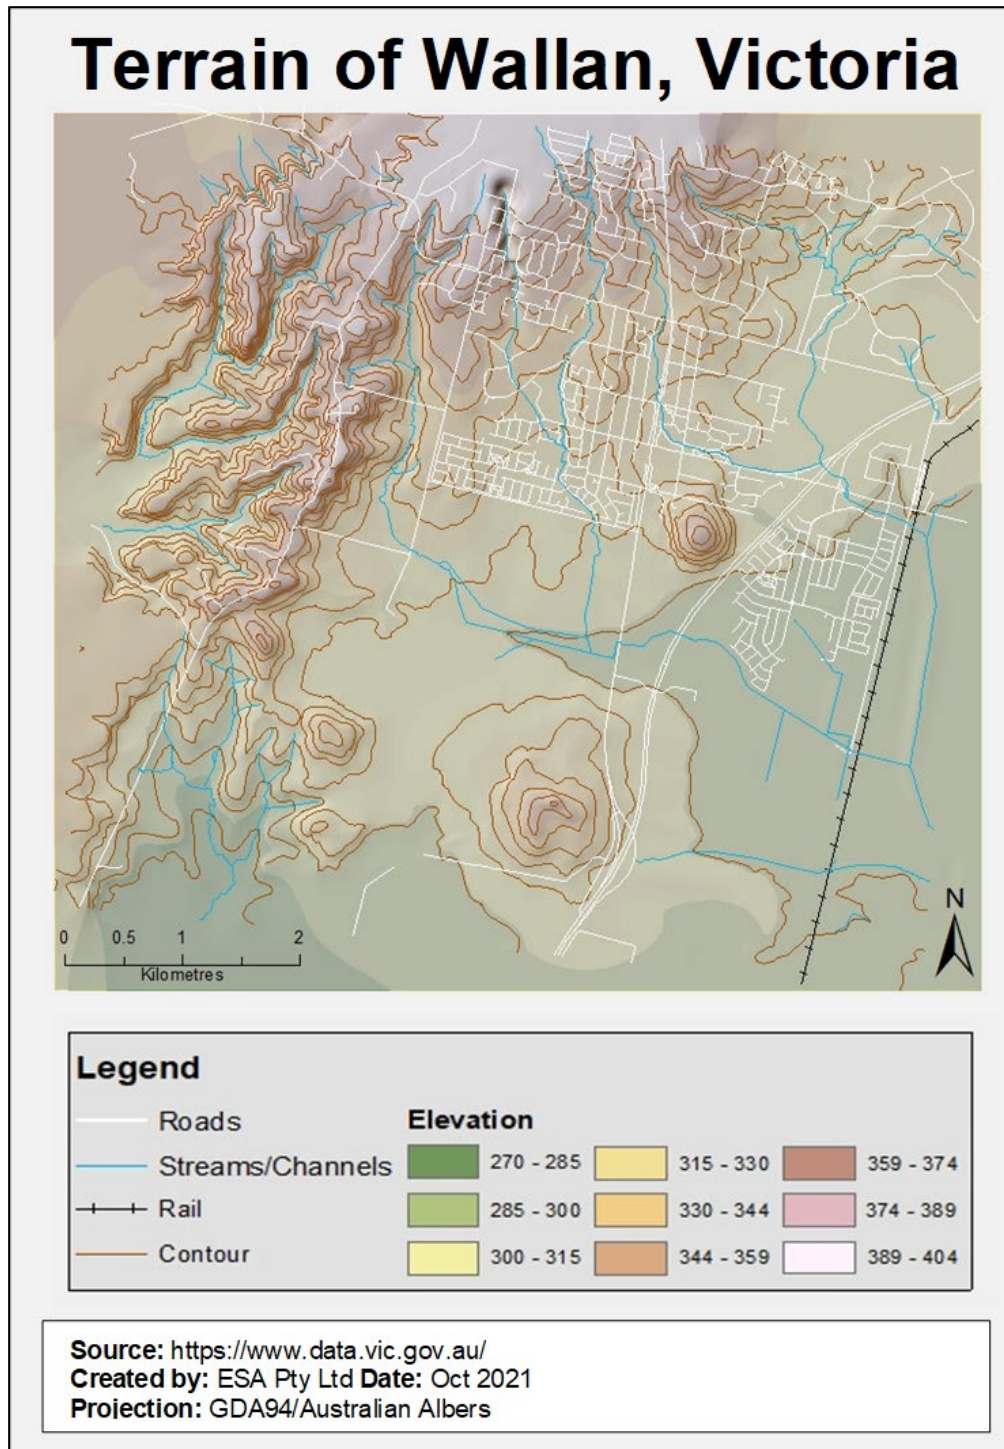 Terrain of Wallan, Victoria
N
0 0.5 1 2
Kilometres
Legend
Roads
Streams/Channels
Rail
Contour
Elevation
270 - 285
285 - 300
300 - 315
315 - 330
330 - 344
344 - 359
359 - 374
374 - 389
389 - 404
Source: https://www.data.vic.gov.au/
Created by: ESA Pty Ltd Date: Oct 2021
Projection: GDA94/Australian Albers